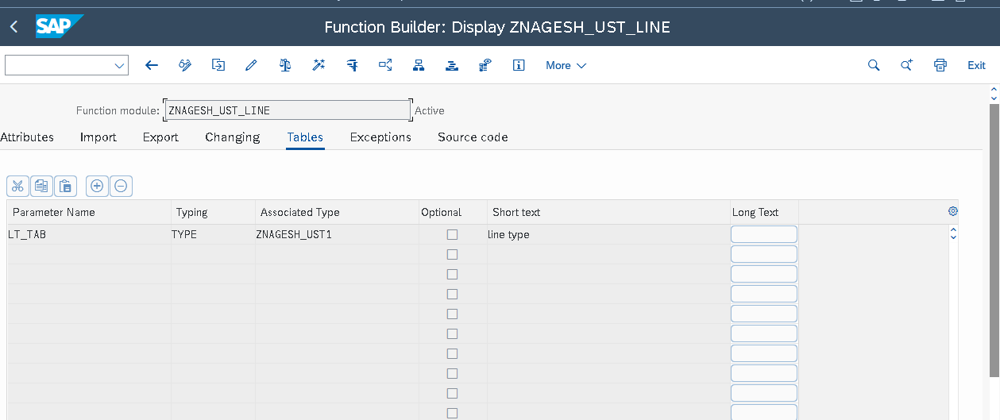 SAP
Function Builder: Display ZNAGESH_UST_LINE
More
Exit
Function module: ZNAGESH_UST_LINE Active
Attributes Import Export Changing Tables Exceptions Source code
Parameter Name Typing Associated Type Optional Short text Long Text
LT_TAB TYPE ZNAGESH_UST1 line type